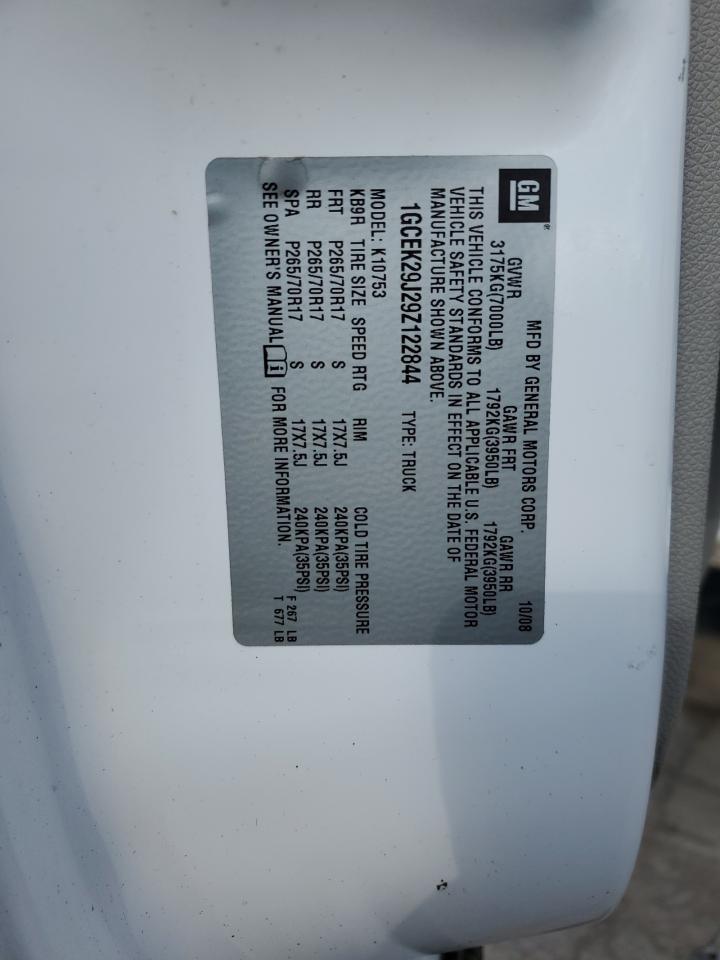 GM®
MFD BY GENERAL MOTORS CORP. 10/08
GVWR GAWR FRT GAWR RR
3175KG(7000LB) 1792KG(3950LB) 1792KG(3950LB)
THIS VEHICLE CONFORMS TO ALL APPLICABLE U.S. FEDERAL MOTOR
VEHICLE SAFETY STANDARDS IN EFFECT ON THE DATE OF
MANUFACTURE SHOWN ABOVE.
1GCEK29J29Z122844 TYPE: TRUCK
MODEL: K10753
KB9R TIRE SIZE SPEED RTG RIM COLD TIRE PRESSURE
FRT P265/70R17 S 17X7.5J 240KPA(35PSI)
RR P265/70R17 S 17X7.5J 240KPA(35PSI)
SPA P265/70R17 S 17X7.5J 240KPA(35PSI) F 267 LB
SEE OWNER'S MANUAL FOR MORE INFORMATION. T 677 LB